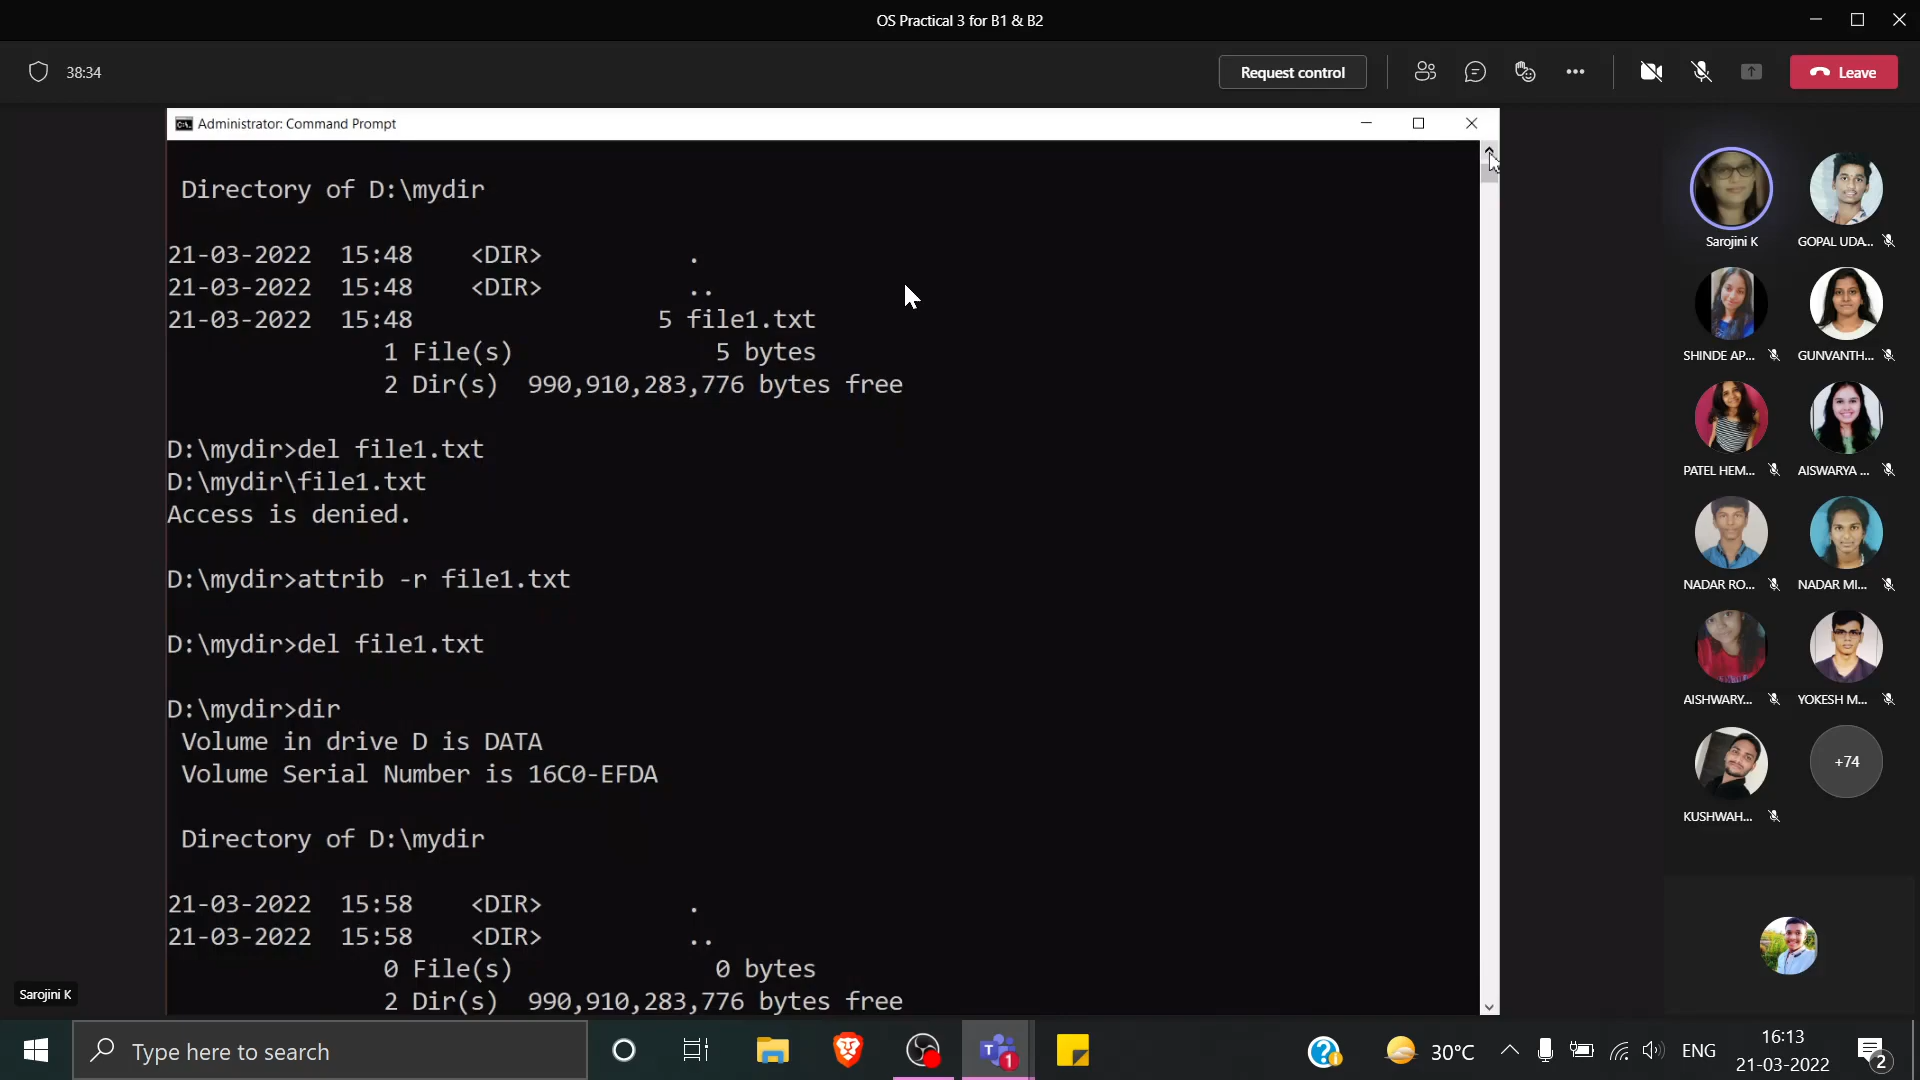 OS Practical 3 for B1 & B2
38:34
Request control
Leave
Administrator: Command Prompt
Directory of D:\mydir
21-03-2022 15:48 <DIR> .
21-03-2022 15:48 <DIR> ..
21-03-2022 15:48 5 file1.txt
1 File(s) 5 bytes
2 Dir(s) 990,910,283,776 bytes free
D:\mydir>del file1.txt
D:\mydir\file1.txt
Access is denied.
D:\mydir>attrib -r file1.txt
D:\mydir>del file1.txt
D:\mydir>dir
Volume in drive D is DATA
Volume Serial Number is 16C0-EFDA
Directory of D:\mydir
21-03-2022 15:58 <DIR> .
21-03-2022 15:58 <DIR> ..
0 File(s) 0 bytes
2 Dir(s) 990,910,283,776 bytes free
Sarojini K
GOPAL UDA...
SHINDE AP...
GUNVANTH...
PATEL HEM...
AISWARYA ...
NADAR RO...
NADAR MI...
AISHWARY...
YOKESH M...
KUSHWAH...
+74
Sarojini K
Type here to search
1
30°C
ENG
16:13
21-03-2022
2